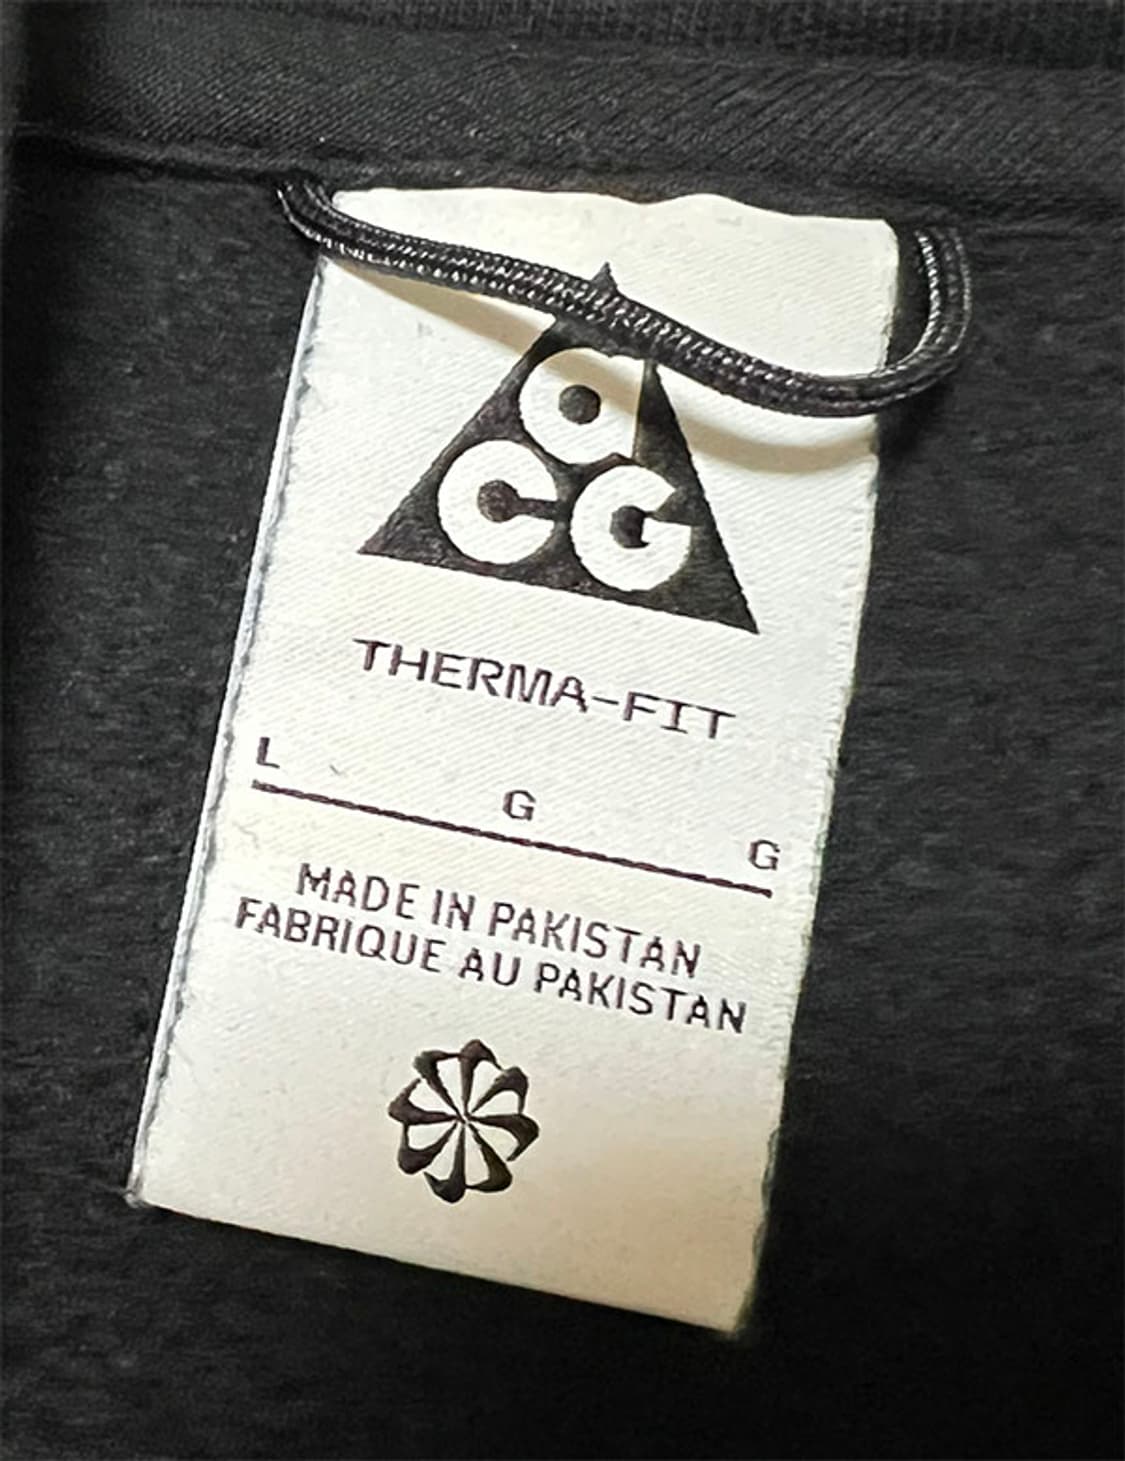 aCG
THERMA-FIT
L G G
MADE IN PAKISTAN
FABRIQUE AU PAKISTAN